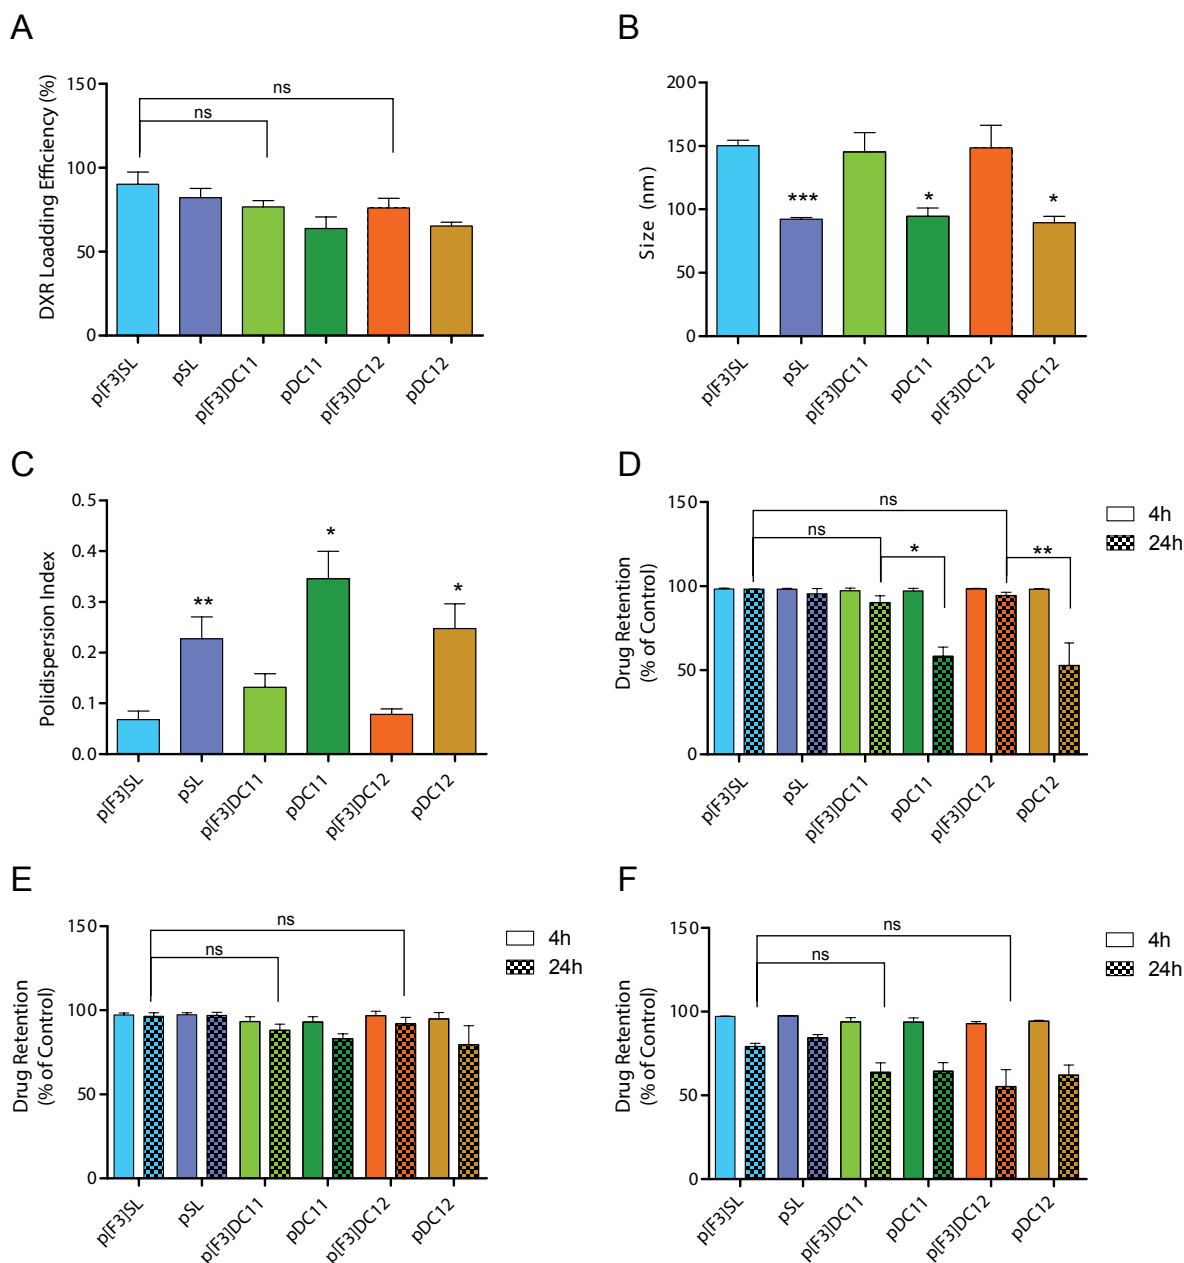 A
DXR Loadding Efficiency (%)
150
100
50
0
ns
ns
p[F3]SL
pSL
p[F3]DC11
pDC11
p[F3]DC12
pDC12
B
Size (nm)
200
150
100
50
0
***
*
*
p[F3]SL
pSL
p[F3]DC11
pDC11
p[F3]DC12
pDC12
C
Polidispersion Index
0.5
0.4
0.3
0.2
0.1
0.0
**
*
*
p[F3]SL
pSL
p[F3]DC11
pDC11
p[F3]DC12
pDC12
D
Drug Retention
(% of Control)
150
100
50
0
ns
ns
*
**
4h
24h
p[F3]SL
pSL
p[F3]DC11
pDC11
p[F3]DC12
pDC12
E
Drug Retention
(% of Control)
150
100
50
0
ns
ns
4h
24h
p[F3]SL
pSL
p[F3]DC11
pDC11
p[F3]DC12
pDC12
F
Drug Retention
(% of Control)
150
100
50
0
ns
ns
4h
24h
p[F3]SL
pSL
p[F3]DC11
pDC11
p[F3]DC12
pDC12